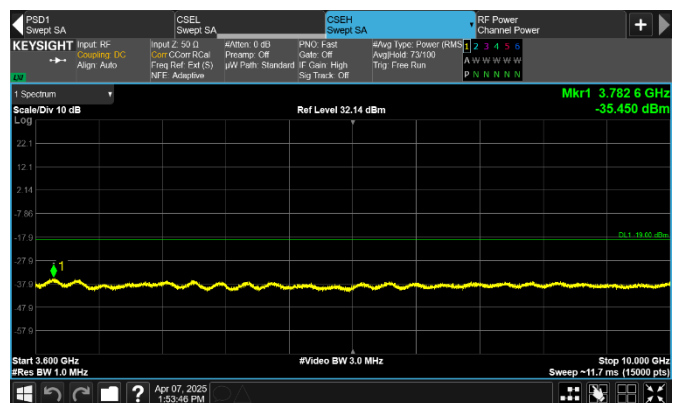 PSD1
Swept SA
CSEL
Swept SA
CSEH
Swept SA
RF Power
Channel Power
+
KEYSIGHT
Input: RF
Coupling: DC
Align: Auto
LXI
Input Z: 50 Ω
Corr CCorr RCal
Freq Ref: Ext (S)
NFE: Adaptive
#Atten: 0 dB
Preamp: Off
µW Path: Standard
PNO: Fast
Gate: Off
IF Gain: High
Sig Track: Off
#Avg Type: Power (RMS)
Avg|Hold: 73/100
Trig: Free Run
1 2 3 4 5 6
A W W W W W
P N N N N N
1 Spectrum
Scale/Div 10 dB
Ref Level 32.14 dBm
Mkr1 3.782 6 GHz
-35.450 dBm
Log
22.1
12.1
2.14
-7.86
-17.9
DL1 -19.00 dBm
-27.9
1
-37.9
-47.9
-57.9
Start 3.600 GHz
#Video BW 3.0 MHz
Stop 10.000 GHz
#Res BW 1.0 MHz
Sweep ~11.7 ms (15000 pts)
?
Apr 07, 2025
1:53:46 PM